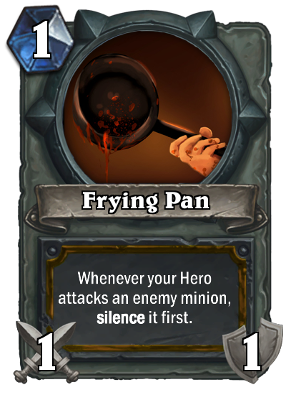 1
Frying Pan
Whenever your Hero
attacks an enemy minion,
silence it first.
1
1